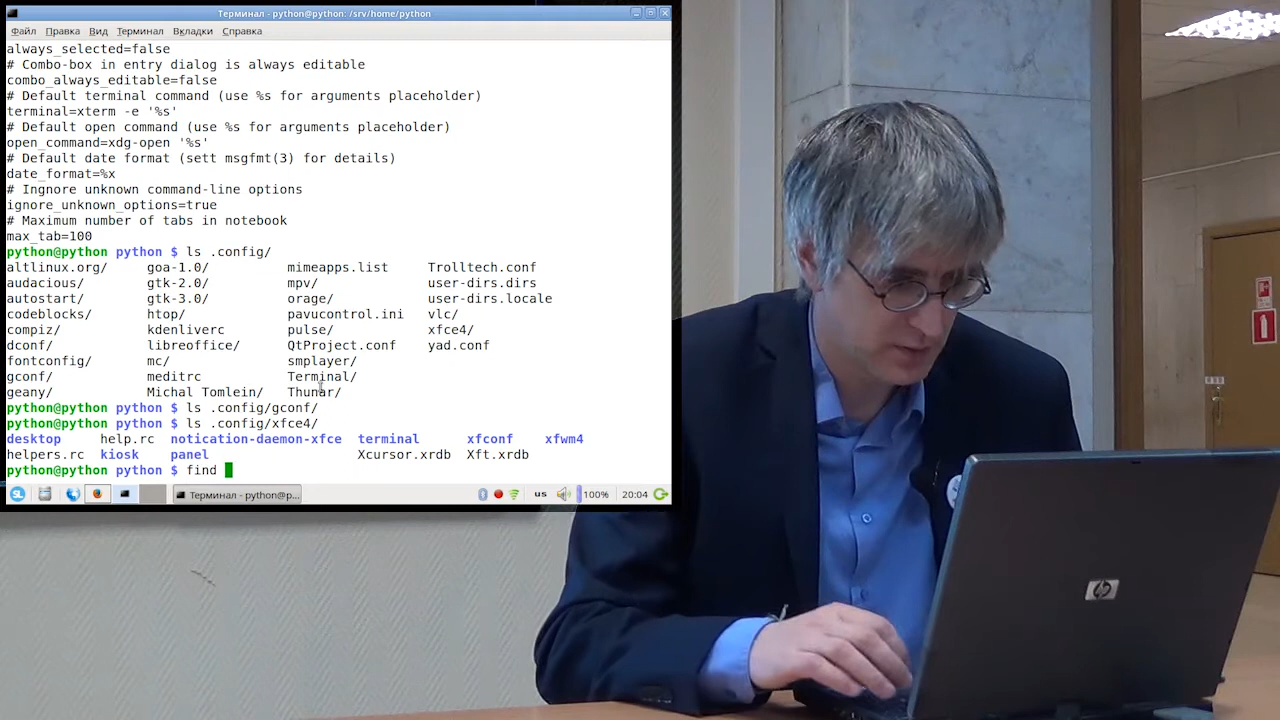 Терминал - python@python: /srv/home/python
Файл Правка Вид Терминал Вкладки Справка
always_selected=false
# Combo-box in entry dialog is always editable
combo_always_editable=false
# Default terminal command (use %s for arguments placeholder)
terminal=xterm -e '%s'
# Default open command (use %s for arguments placeholder)
open_command=xdg-open '%s'
# Default date format (sett msgfmt(3) for details)
date_format=%x
# Ingnore unknown command-line options
ignore_unknown_options=true
# Maximum number of tabs in notebook
max_tab=100
python@python python $ ls .config/
altlinux.org/ goa-1.0/ mimeapps.list Trolltech.conf
audacious/ gtk-2.0/ mpv/ user-dirs.dirs
autostart/ gtk-3.0/ orage/ user-dirs.locale
codeblocks/ htop/ pavucontrol.ini vlc/
compiz/ kdenliverc pulse/ xfce4/
dconf/ libreoffice/ QtProject.conf yad.conf
fontconfig/ mc/ smplayer/
gconf/ meditrc Terminal/
geany/ Michal Tomlein/ Thunar/
python@python python $ ls .config/gconf/
python@python python $ ls .config/xfce4/
desktop help.rc notication-daemon-xfce terminal xfconf xfwm4
helpers.rc kiosk panel Xcursor.xrdb Xft.xrdb
python@python python $ find
Терминал - python@p... us 100% 20:04
hp